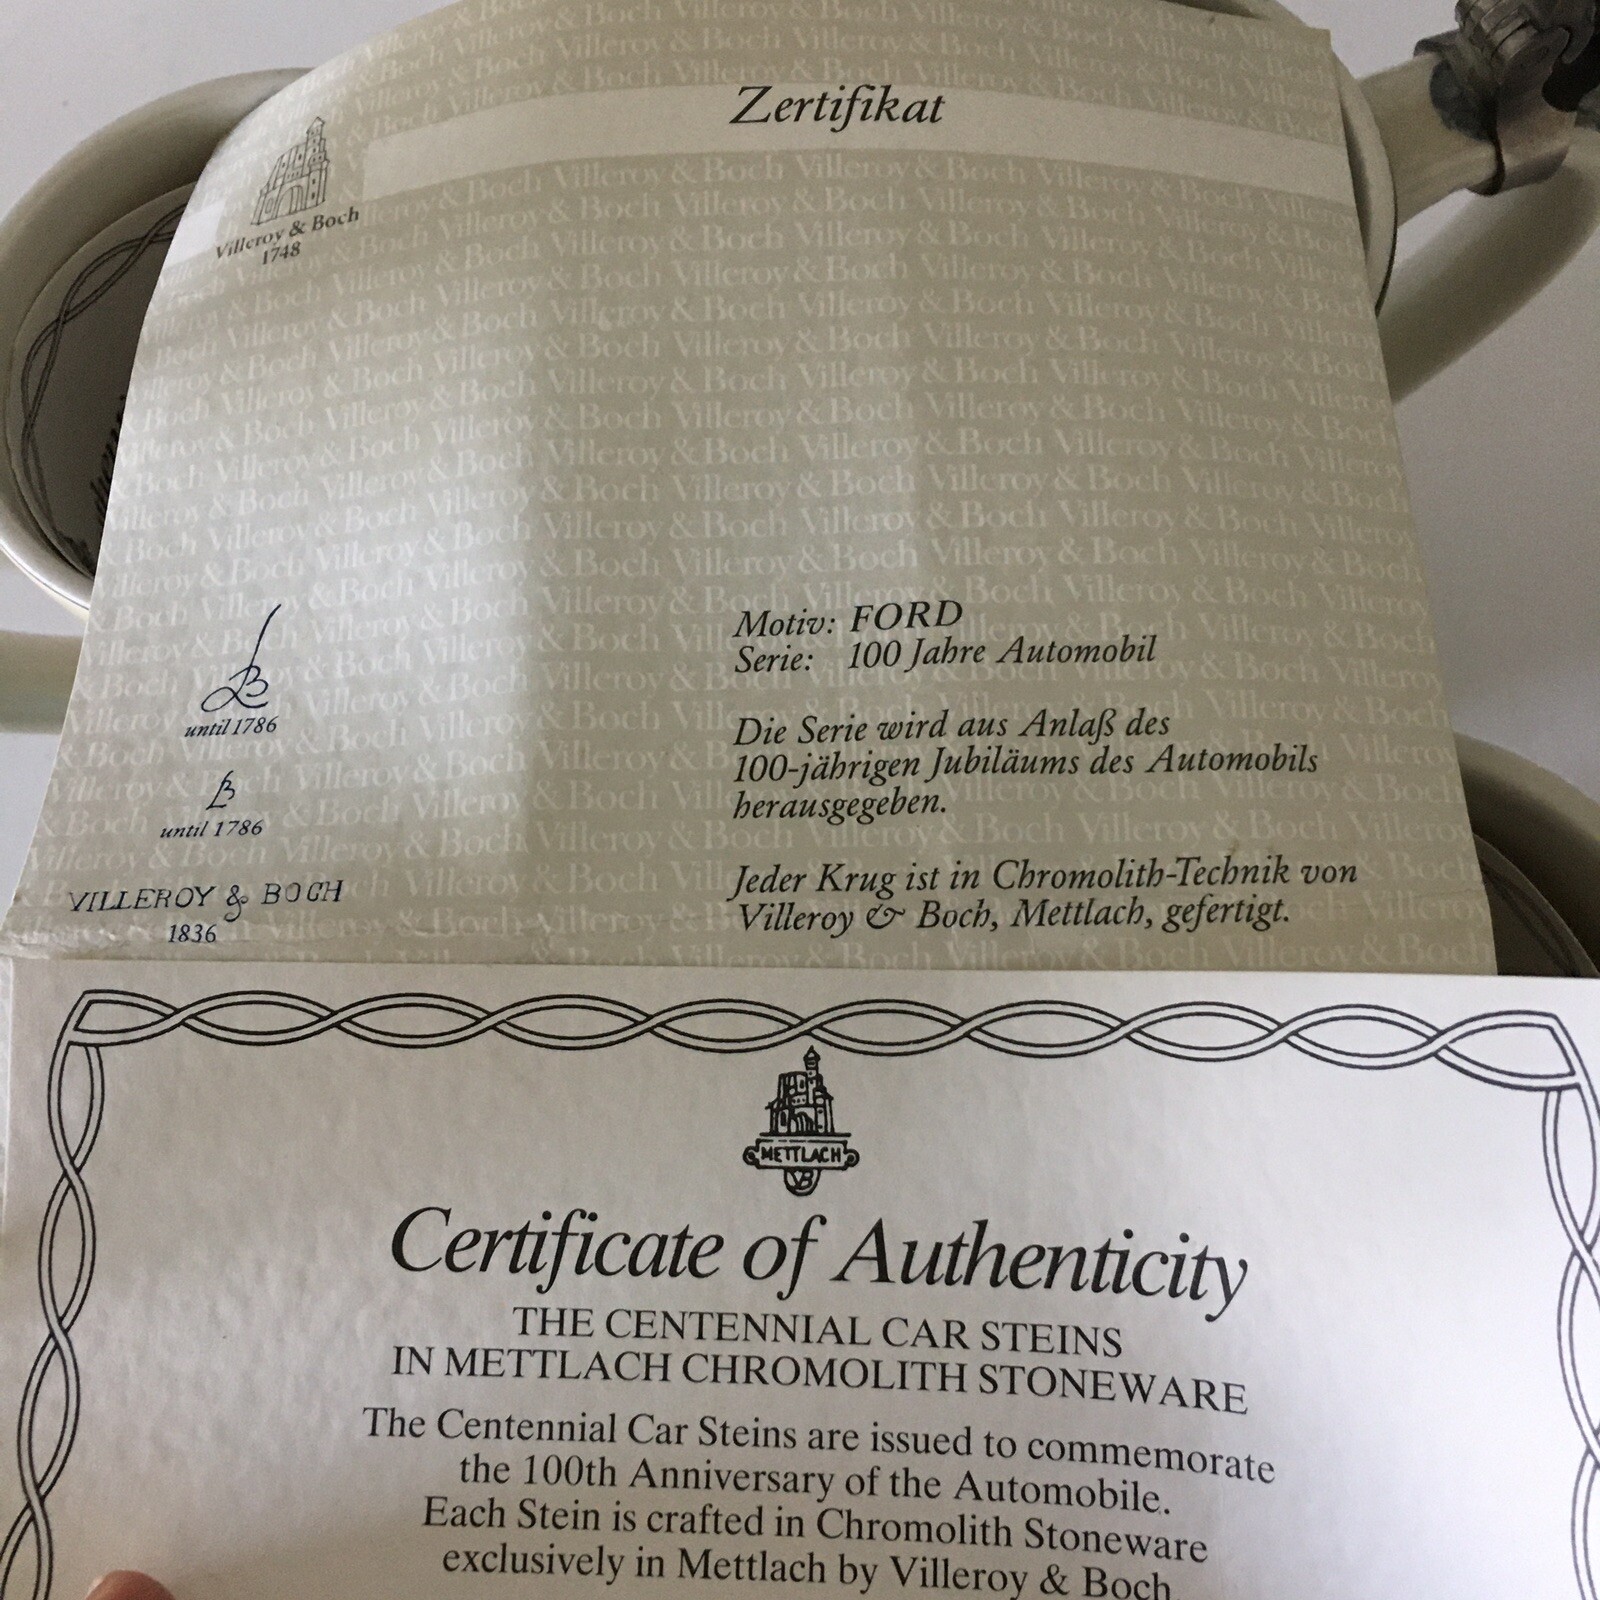 Zertifikat
Villeroy & Boch
1748
until 1786
until 1786
VILLEROY & BOCH
1836
Motiv: FORD
Serie: 100 Jahre Automobil
Die Serie wird aus Anlaß des
100-jährigen Jubiläums des Automobils
herausgegeben.
Jeder Krug ist in Chromolith-Technik von
Villeroy & Boch, Mettlach, gefertigt.
METTLACH
VB
Certificate of Authenticity
THE CENTENNIAL CAR STEINS
IN METTLACH CHROMOLITH STONEWARE
The Centennial Car Steins are issued to commemorate
the 100th Anniversary of the Automobile.
Each Stein is crafted in Chromolith Stoneware
exclusively in Mettlach by Villeroy & Boch